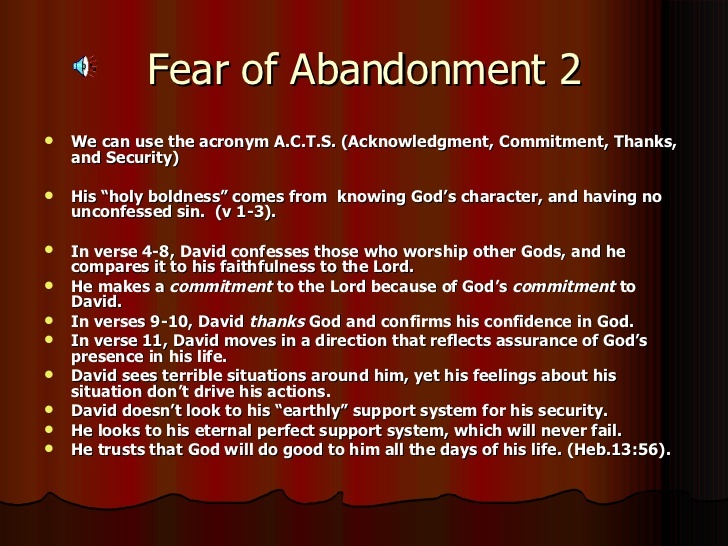 Fear of Abandonment 2
We can use the acronym A.C.T.S. (Acknowledgment, Commitment, Thanks,
and Security)
His “holy boldness” comes from  knowing God’s character, and having no
unconfessed sin.  (v 1-3).
In verse 4-8, David confesses those who worship other Gods, and he
compares it to his faithfulness to the Lord.
He makes a commitment to the Lord because of God’s commitment to
David.
In verses 9-10, David thanks God and confirms his confidence in God.
In verse 11, David moves in a direction that reflects assurance of God’s
presence in his life.
David sees terrible situations around him, yet his feelings about his
situation don’t drive his actions.
David doesn’t look to his “earthly” support system for his security.
He looks to his eternal perfect support system, which will never fail.
He trusts that God will do good to him all the days of his life. (Heb.13:56).